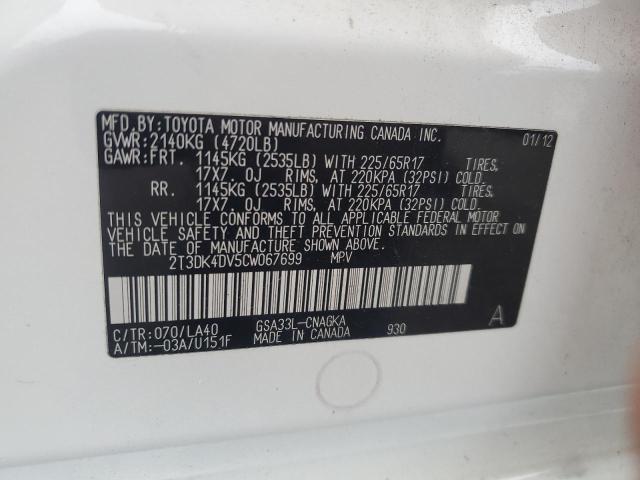 MFD.BY:TOYOTA MOTOR MANUFACTURING CANADA INC. 01/12
GVWR:2140KG (4720LB)
GAWR:FRT. 1145KG (2535LB) WITH 225/65R17 TIRES,
17X7.0J RIMS, AT 220KPA (32PSI) COLD.
RR. 1145KG (2535LB) WITH 225/65R17 TIRES,
17X7.0J RIMS, AT 220KPA (32PSI) COLD.
THIS VEHICLE CONFORMS TO ALL APPLICABLE FEDERAL MOTOR
VEHICLE SAFETY AND THEFT PREVENTION STANDARDS IN EFFECT ON
THE DATE OF MANUFACTURE SHOWN ABOVE.
2T3DK4DV5CW067699 MPV
C/TR:070/LA40 GSA33L-CNAGKA A
A/TM:-03A/U151F MADE IN CANADA 930